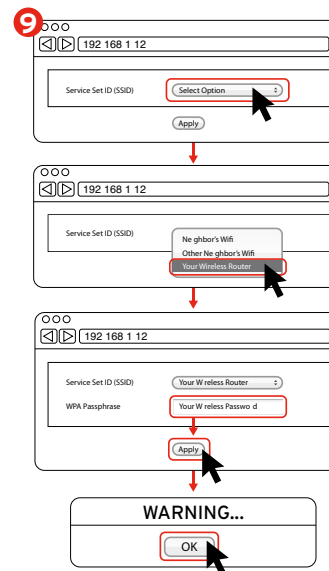 9
192 168 1 12
Service Set ID (SSID) Select Option
Apply
192 168 1 12
Service Set ID (SSID)
Ne ghbor's Wifi
Other Ne ghbor's Wifi
Your Wireless Router
192 168 1 12
Service Set ID (SSID) Your W reless Router
WPA Passphrase Your W reless Passwo d
Apply
WARNING...
OK